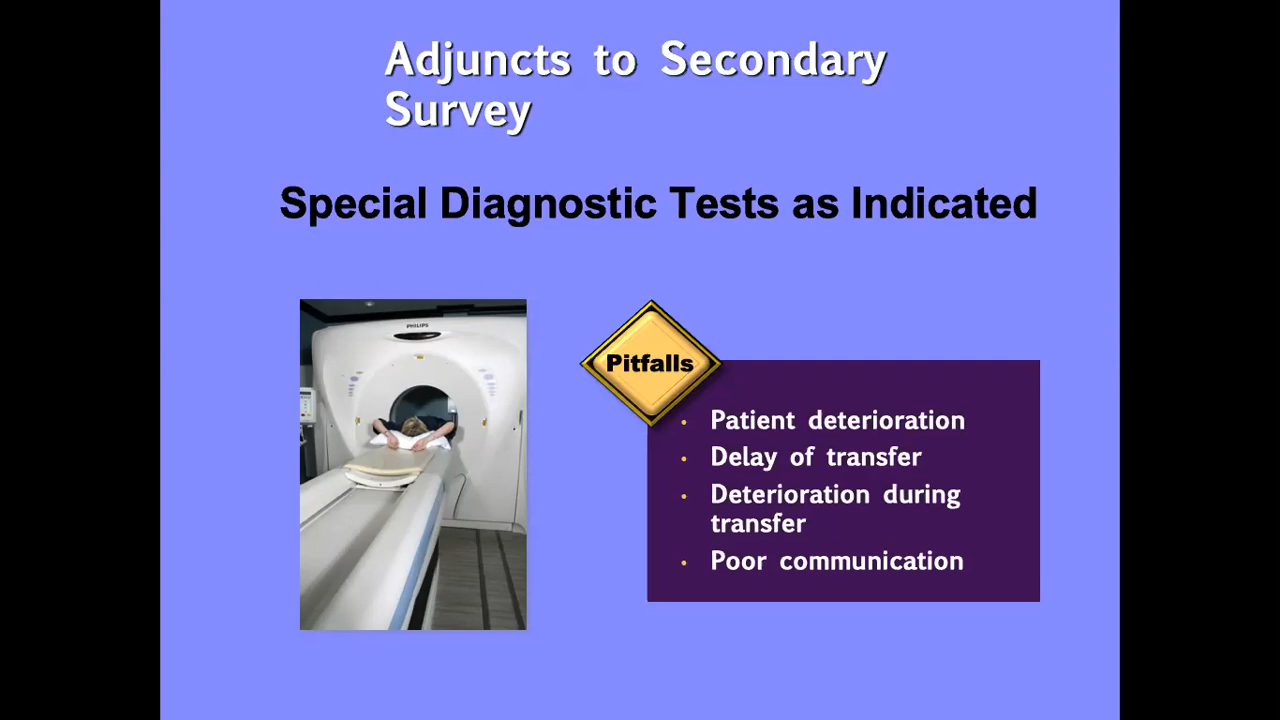 Adjuncts to Secondary
Survey
Special Diagnostic Tests as Indicated
PHILIPS
Pitfalls
• Patient deterioration
• Delay of transfer
• Deterioration during
transfer
• Poor communication